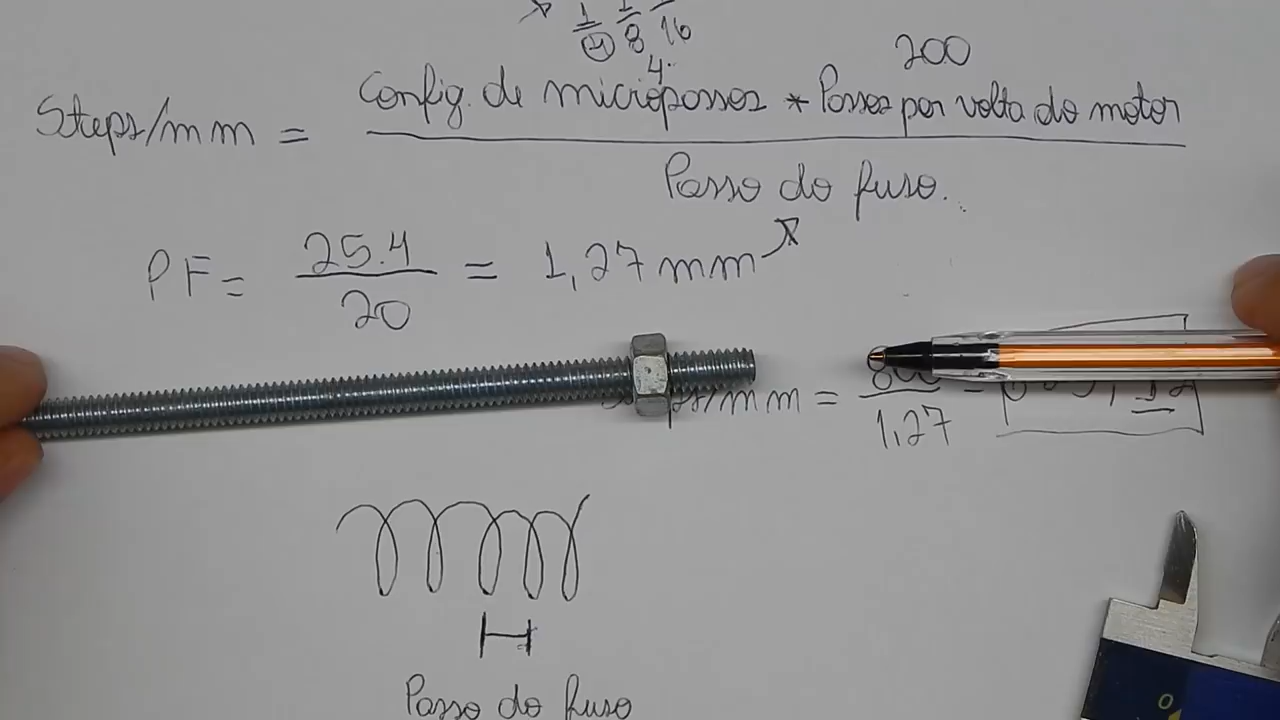 1/4 1/8 1/16
4 200
Steps/mm = Config. de micropassos * Passos por volta do motor
Passo do fuso.
PF = 25.4 / 20 = 1,27 mm
/mm = / 1,27 =
Passo do fuso
0